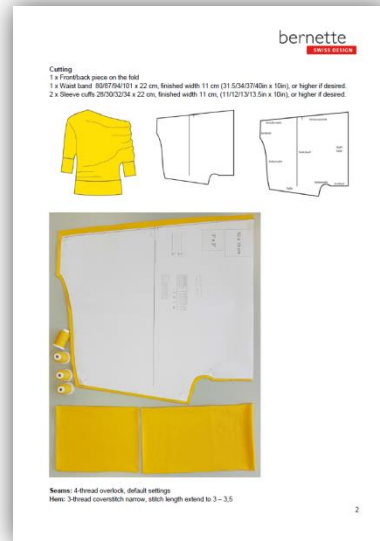 bernette
SWISS DESIGN
Cutting
1 x Front/back piece on the fold
1 x Waist band 80/87/94/101 x 22 cm, finished width 11 cm (31.5/34/37/40in x 10in), or higher if desired.
2 x Sleeve cuffs 28/30/32/34 x 22 cm, finished width 11 cm, (11/12/13/13.5in x 10in), or higher if desired.
Seams: 4-thread overlock, default settings
Hem: 3-thread coverstitch narrow, stitch length extend to 3 – 3,5
2